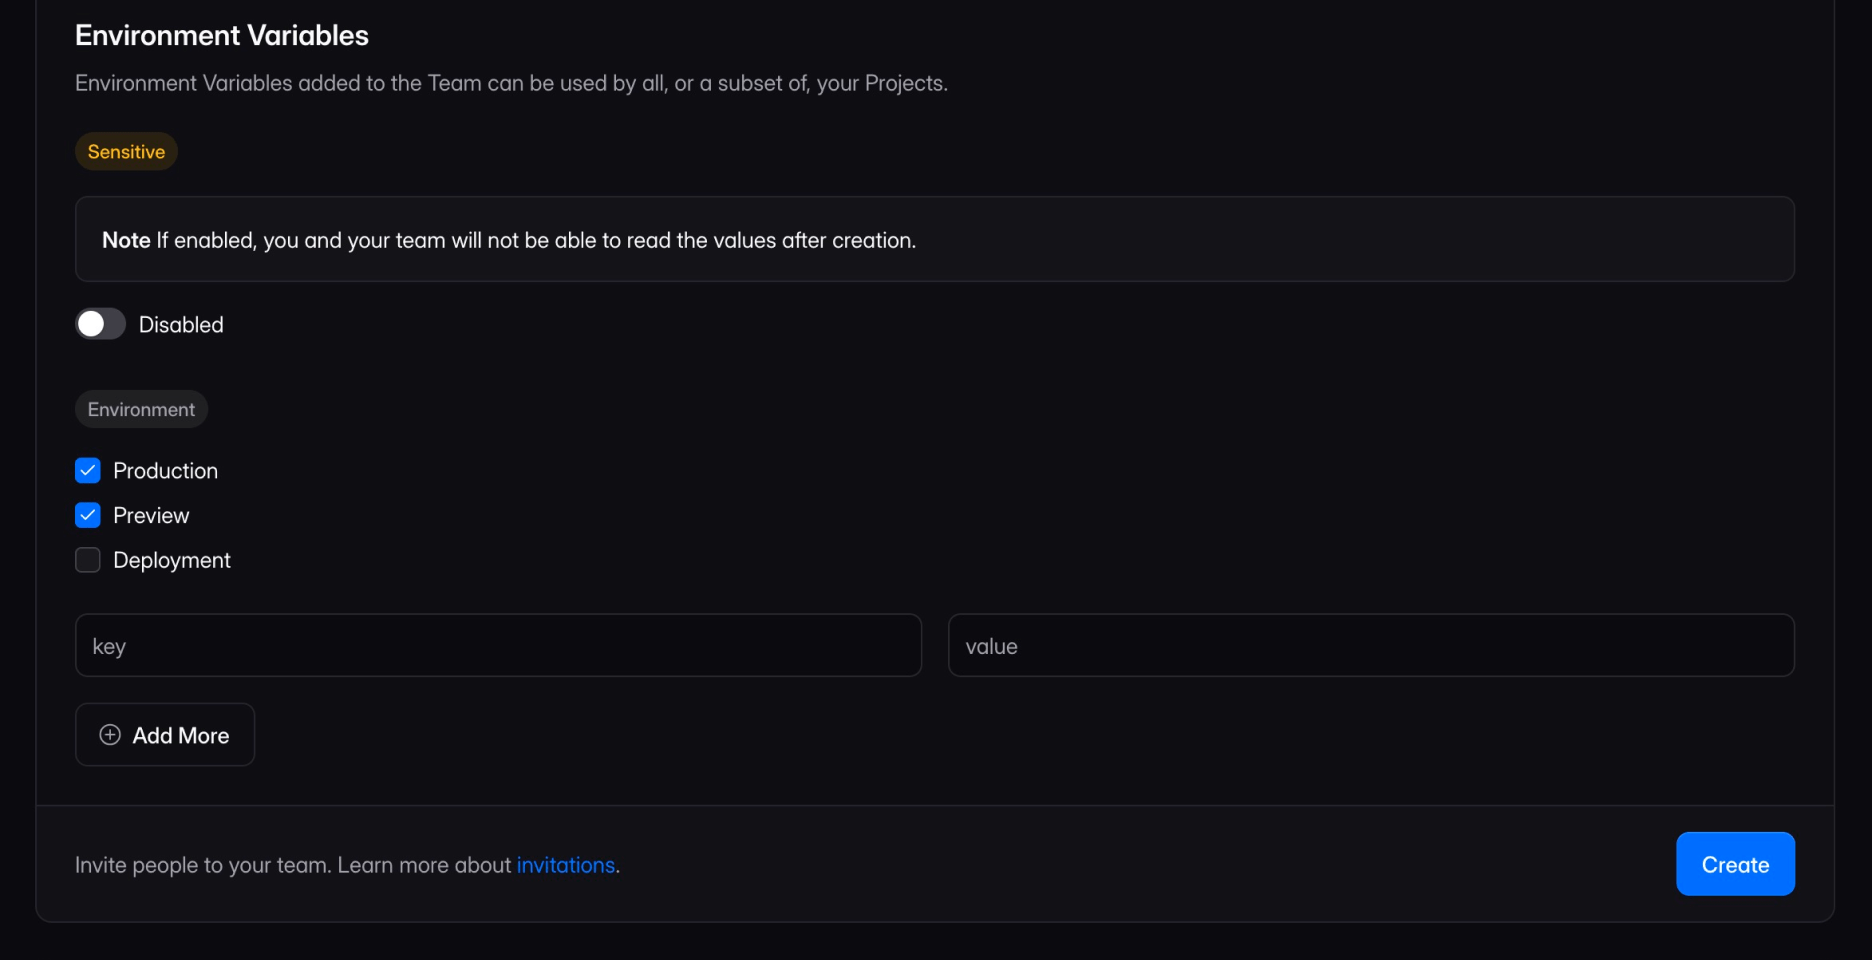 Environment Variables
Environment Variables added to the Team can be used by all, or a subset of, your Projects.
Sensitive
Note If enabled, you and your team will not be able to read the values after creation.
Disabled
Environment
Production
Preview
Deployment
key
value
Add More
Invite people to your team. Learn more about invitations.
Create